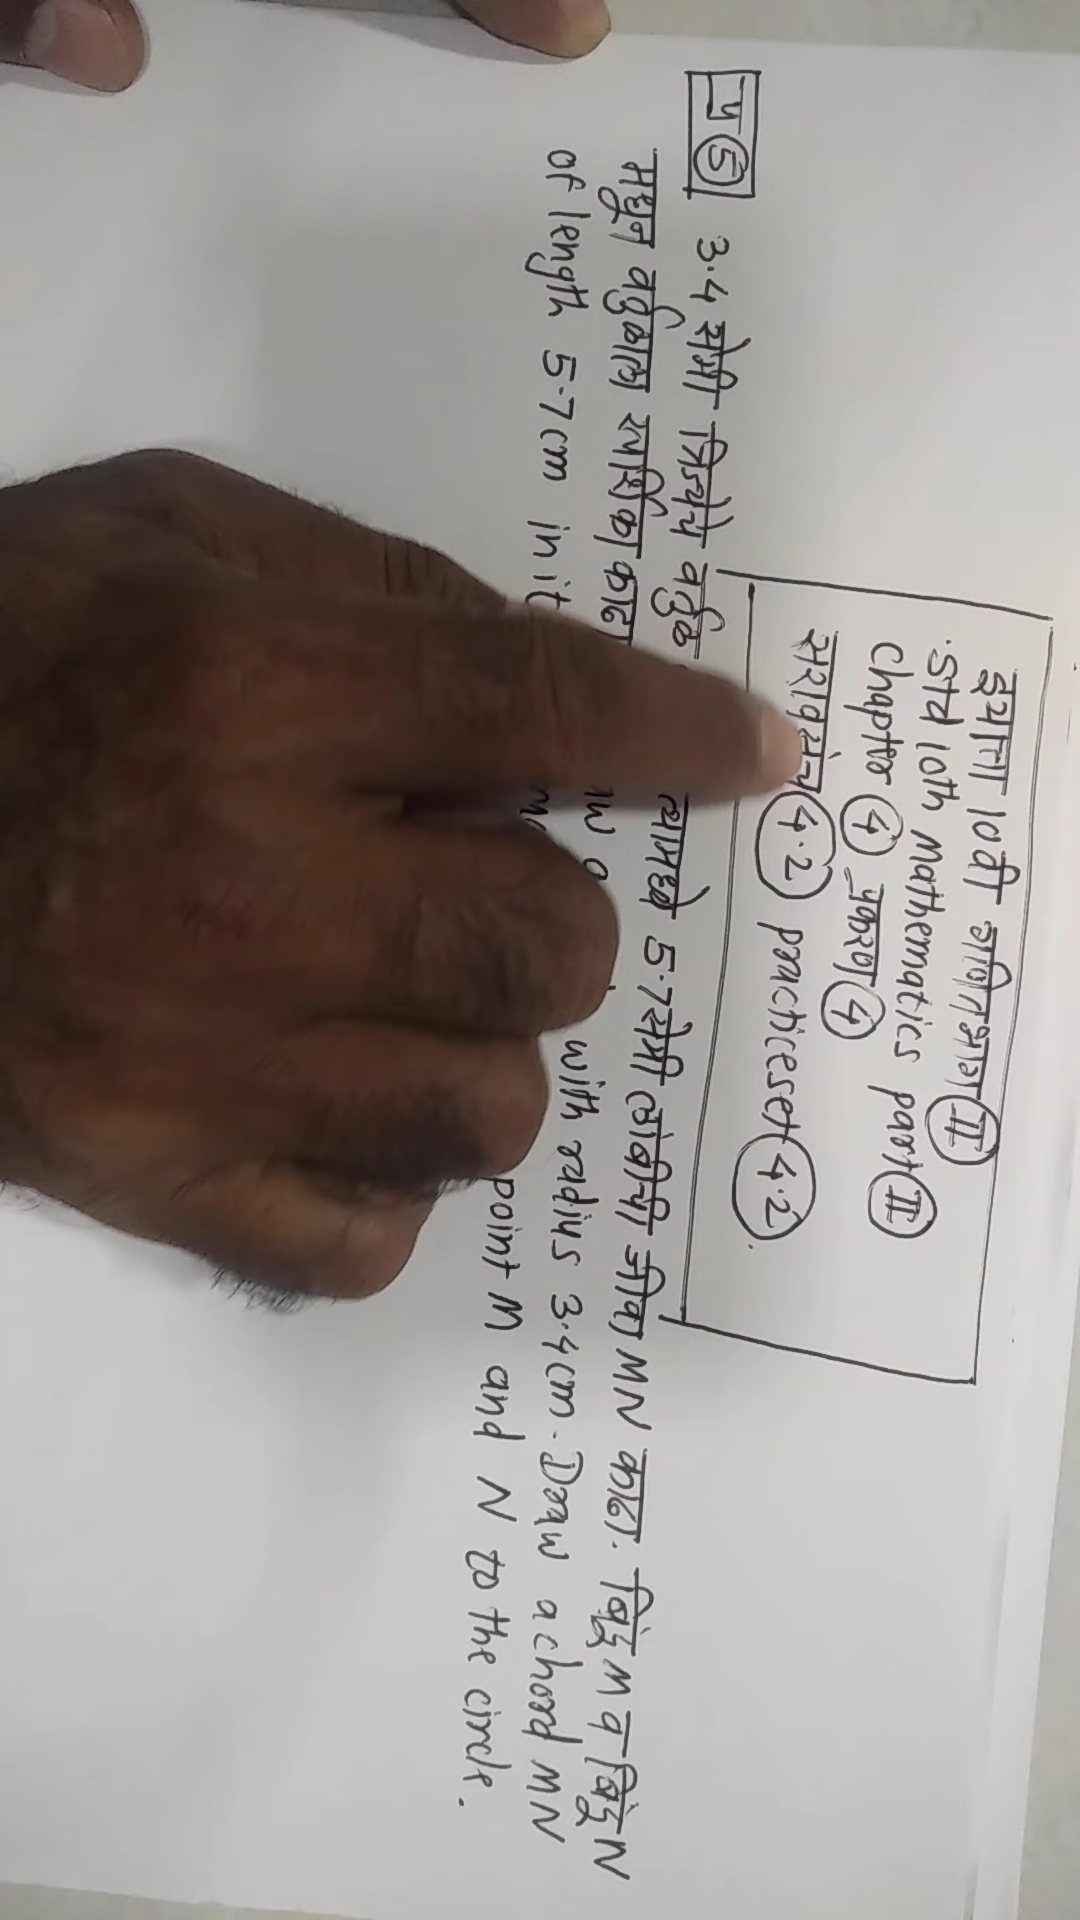 इयत्ता 10वी गणित भाग II
std 10th mathematics part II
chapter 4 प्रकरण 4
सरावसंच 4.2 practiceset 4.2.
प्र 5 3.4 सेमी त्रिज्येचे वर्तुळ त्यामध्ये 5.7 सेमी लांबीची जीवा MN काढा. बिंदू M व बिंदू N
मधून वर्तुळाला स्पर्शिका काढा with radius 3.4 cm. Draw a chord MN
of length 5.7 cm in it point M and N to the circle.